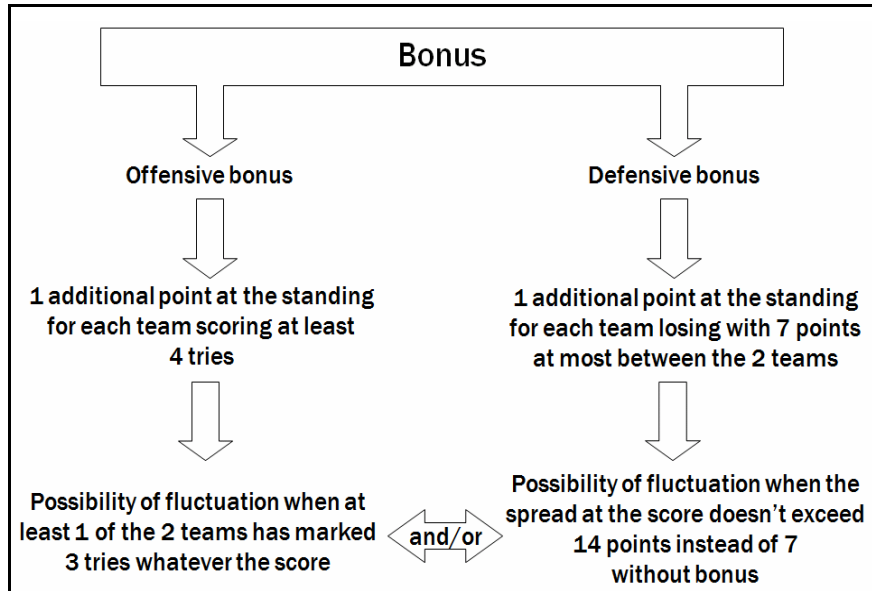 Bonus
Offensive bonus
Defensive bonus
1 additional point at the standing
for each team scoring at least
4 tries
1 additional point at the standing
for each team losing with 7 points
at most between the 2 teams
Possibility of fluctuation when at
least 1 of the 2 teams has marked
3 tries whatever the score
and/or
Possibility of fluctuation when the
spread at the score doesn't exceed
14 points instead of 7
without bonus